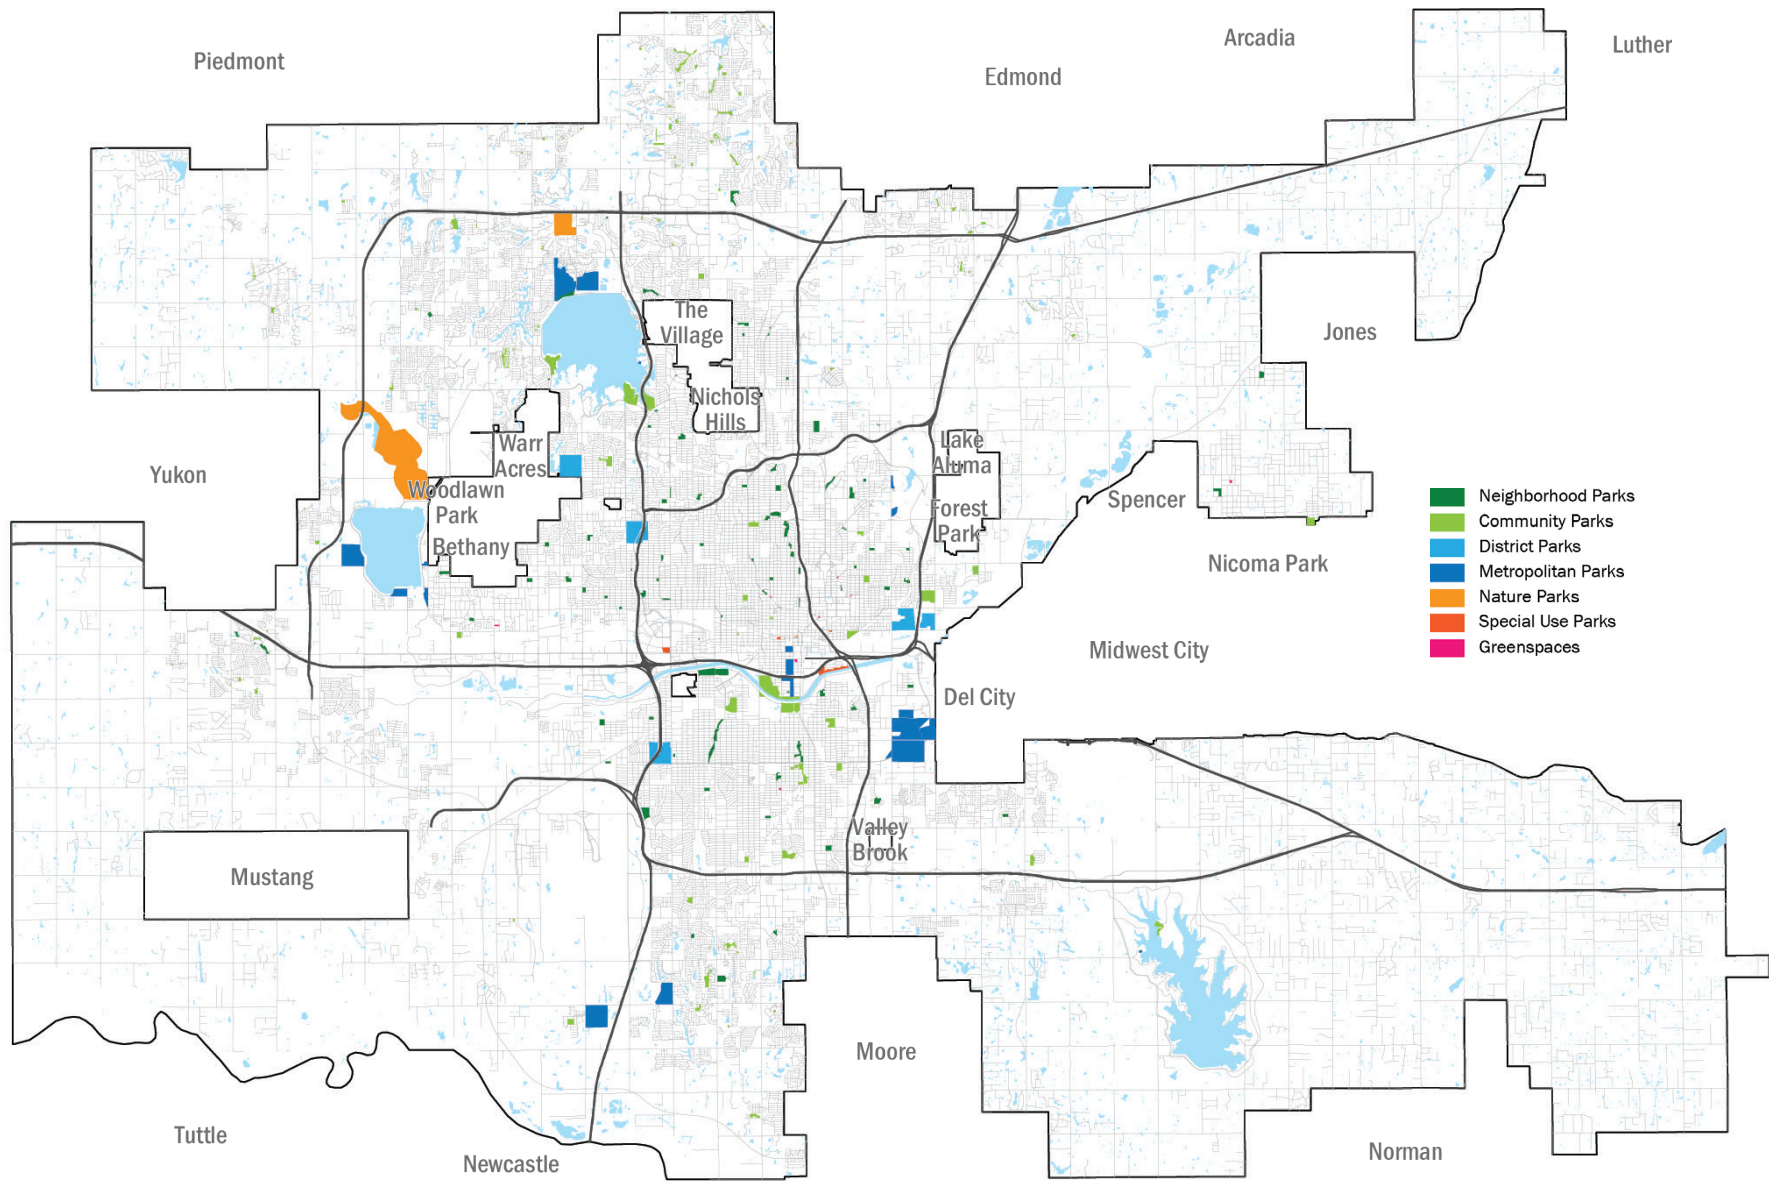 Arcadia
Luther
Piedmont
Edmond
The
Village
Jones
Nichols
Hills
Warr
Acres
Lake
Aluma
Yukon
Woodlawn
Park
Spencer
Forest
Park
Bethany
Nicoma Park
Neighborhood Parks
Community Parks
District Parks
Metropolitan Parks
Nature Parks
Special Use Parks
Greenspaces
Midwest City
Del City
Valley
Brook
Mustang
Moore
Tuttle
Newcastle
Norman